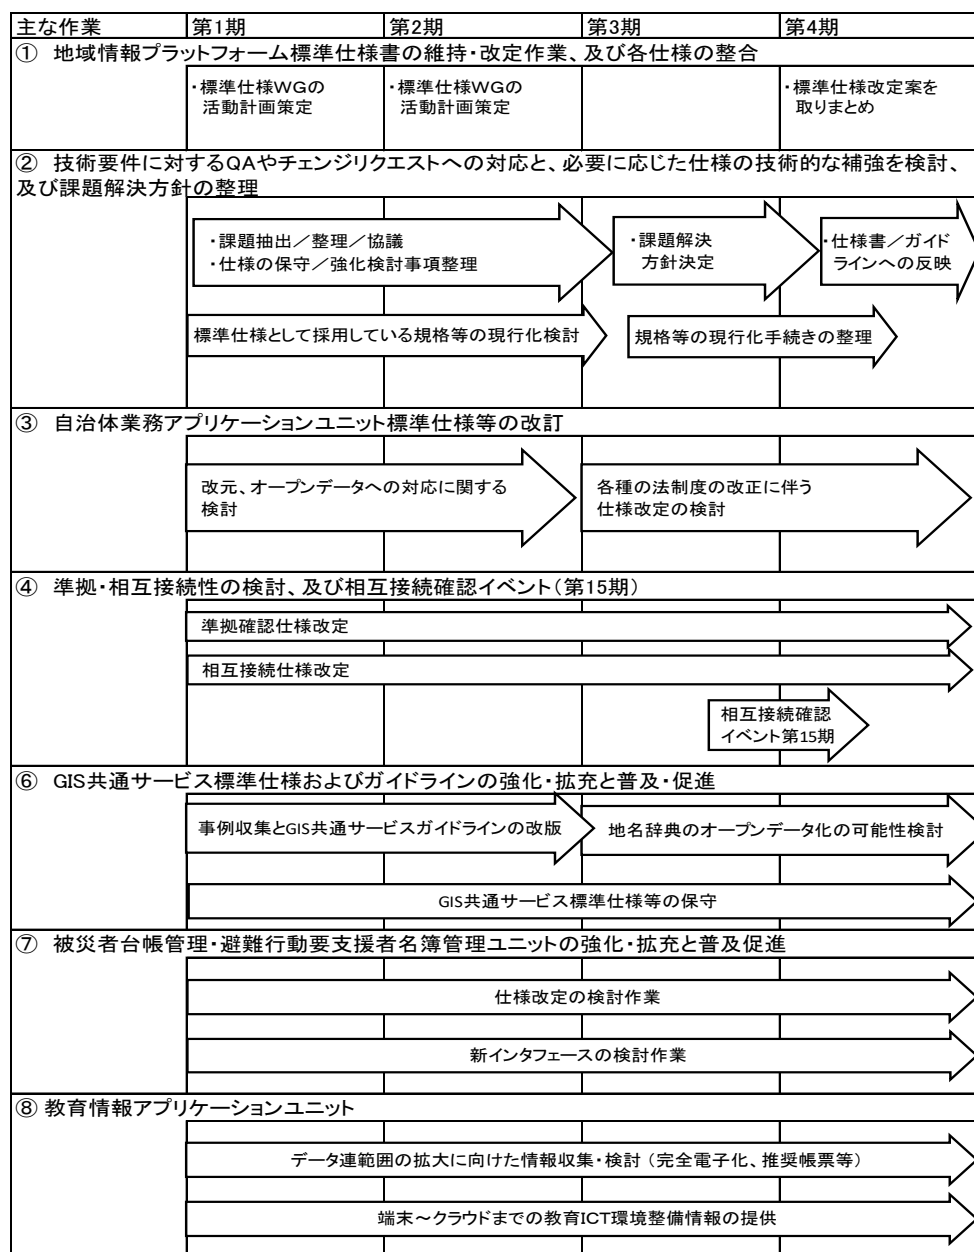 主な作業 第1期 第2期 第3期 第4期
① 地域情報プラットフォーム標準仕様書の維持・改定作業、及び各仕様の整合
・標準仕様WGの
活動計画策定
・標準仕様WGの
活動計画策定
・標準仕様改定案を
取りまとめ
② 技術要件に対するQAやチェンジリクエストへの対応と、必要に応じた仕様の技術的な補強を検討、
及び課題解決方針の整理
・課題抽出／整理／協議
・仕様の保守／強化検討事項整理
・課題解決
方針決定
・仕様書／ガイド
ラインへの反映
標準仕様として採用している規格等の現行化検討
規格等の現行化手続きの整理
③ 自治体業務アプリケーションユニット標準仕様等の改訂
改元、オープンデータへの対応に関する
検討
各種の法制度の改正に伴う
仕様改定の検討
④ 準拠・相互接続性の検討、及び相互接続確認イベント（第15期）
準拠確認仕様改定
相互接続仕様改定
相互接続確認
イベント第15期
⑥ GIS共通サービス標準仕様およびガイドラインの強化・拡充と普及・促進
事例収集とGIS共通サービスガイドラインの改版
地名辞典のオープンデータ化の可能性検討
GIS共通サービス標準仕様等の保守
⑦ 被災者台帳管理・避難行動要支援者名簿管理ユニットの強化・拡充と普及促進
仕様改定の検討作業
新インタフェースの検討作業
⑧ 教育情報アプリケーションユニット
データ連範囲の拡大に向けた情報収集・検討（完全電子化、推奨帳票等）
端末～クラウドまでの教育ICT環境整備情報の提供